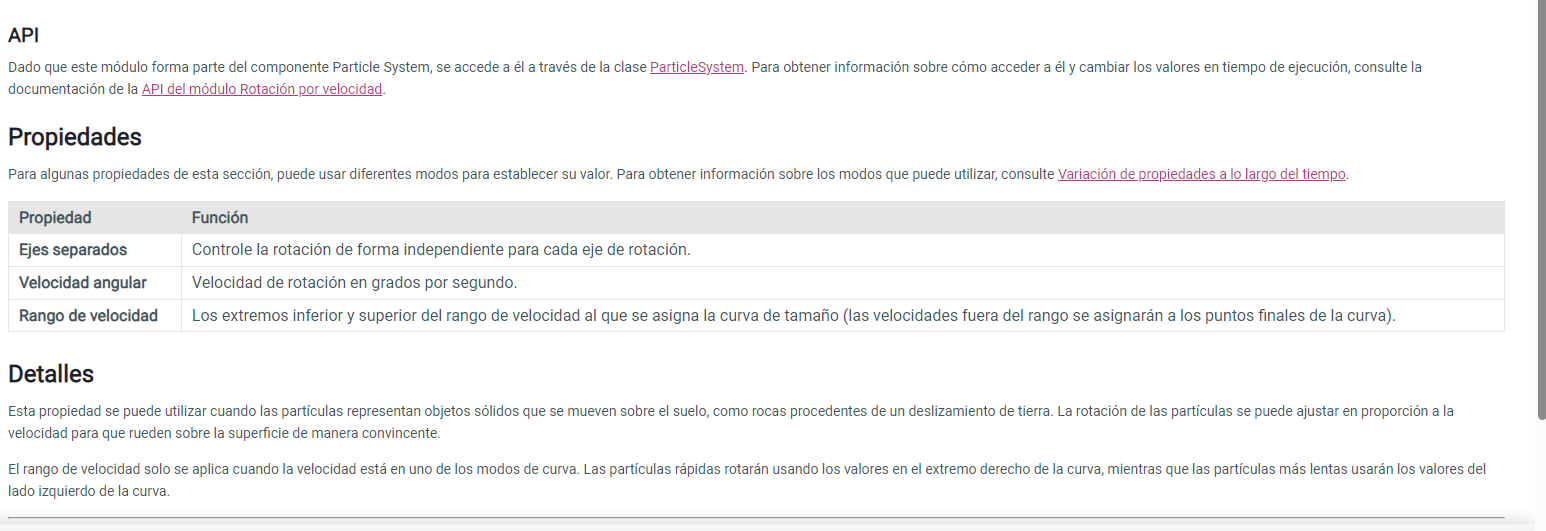 API
Dado que este módulo forma parte del componente Particle System, se accede a él a través de la clase ParticleSystem. Para obtener información sobre cómo acceder a él y cambiar los valores en tiempo de ejecución, consulte la
documentación de la API del módulo Rotación por velocidad.
Propiedades
Para algunas propiedades de esta sección, puede usar diferentes modos para establecer su valor. Para obtener información sobre los modos que puede utilizar, consulte Variación de propiedades a lo largo del tiempo.
Propiedad Función
Ejes separados Controle la rotación de forma independiente para cada eje de rotación.
Velocidad angular Velocidad de rotación en grados por segundo.
Rango de velocidad Los extremos inferior y superior del rango de velocidad al que se asigna la curva de tamaño (las velocidades fuera del rango se asignarán a los puntos finales de la curva).
Detalles
Esta propiedad se puede utilizar cuando las partículas representan objetos sólidos que se mueven sobre el suelo, como rocas procedentes de un deslizamiento de tierra. La rotación de las partículas se puede ajustar en proporción a la
velocidad para que rueden sobre la superficie de manera convincente.
El rango de velocidad solo se aplica cuando la velocidad está en uno de los modos de curva. Las partículas rápidas rotarán usando los valores en el extremo derecho de la curva, mientras que las partículas más lentas usarán los valores del
lado izquierdo de la curva.